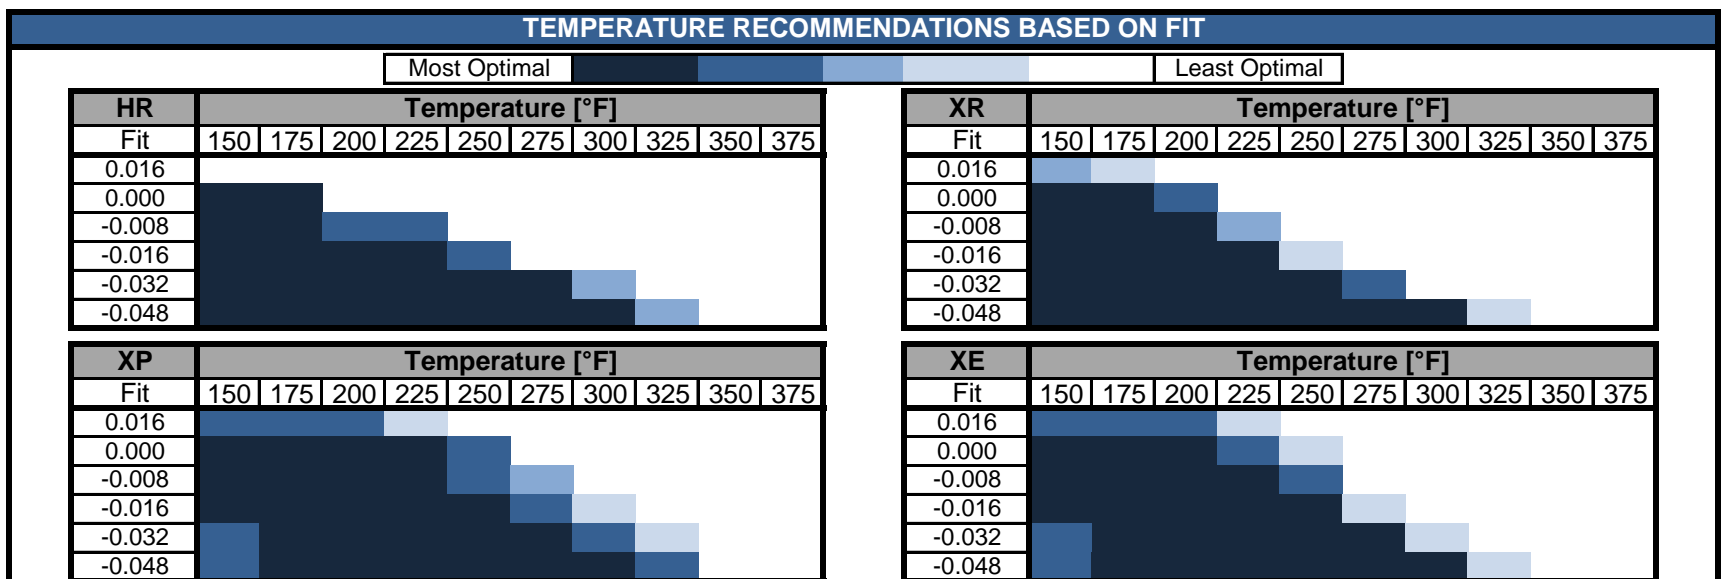 TEMPERATURE RECOMMENDATIONS BASED ON FIT
Most Optimal Least Optimal
HR Temperature [°F]
Fit 150 175 200 225 250 275 300 325 350 375
0.016
0.000
-0.008
-0.016
-0.032
-0.048
XR Temperature [°F]
Fit 150 175 200 225 250 275 300 325 350 375
0.016
0.000
-0.008
-0.016
-0.032
-0.048
XP Temperature [°F]
Fit 150 175 200 225 250 275 300 325 350 375
0.016
0.000
-0.008
-0.016
-0.032
-0.048
XE Temperature [°F]
Fit 150 175 200 225 250 275 300 325 350 375
0.016
0.000
-0.008
-0.016
-0.032
-0.048